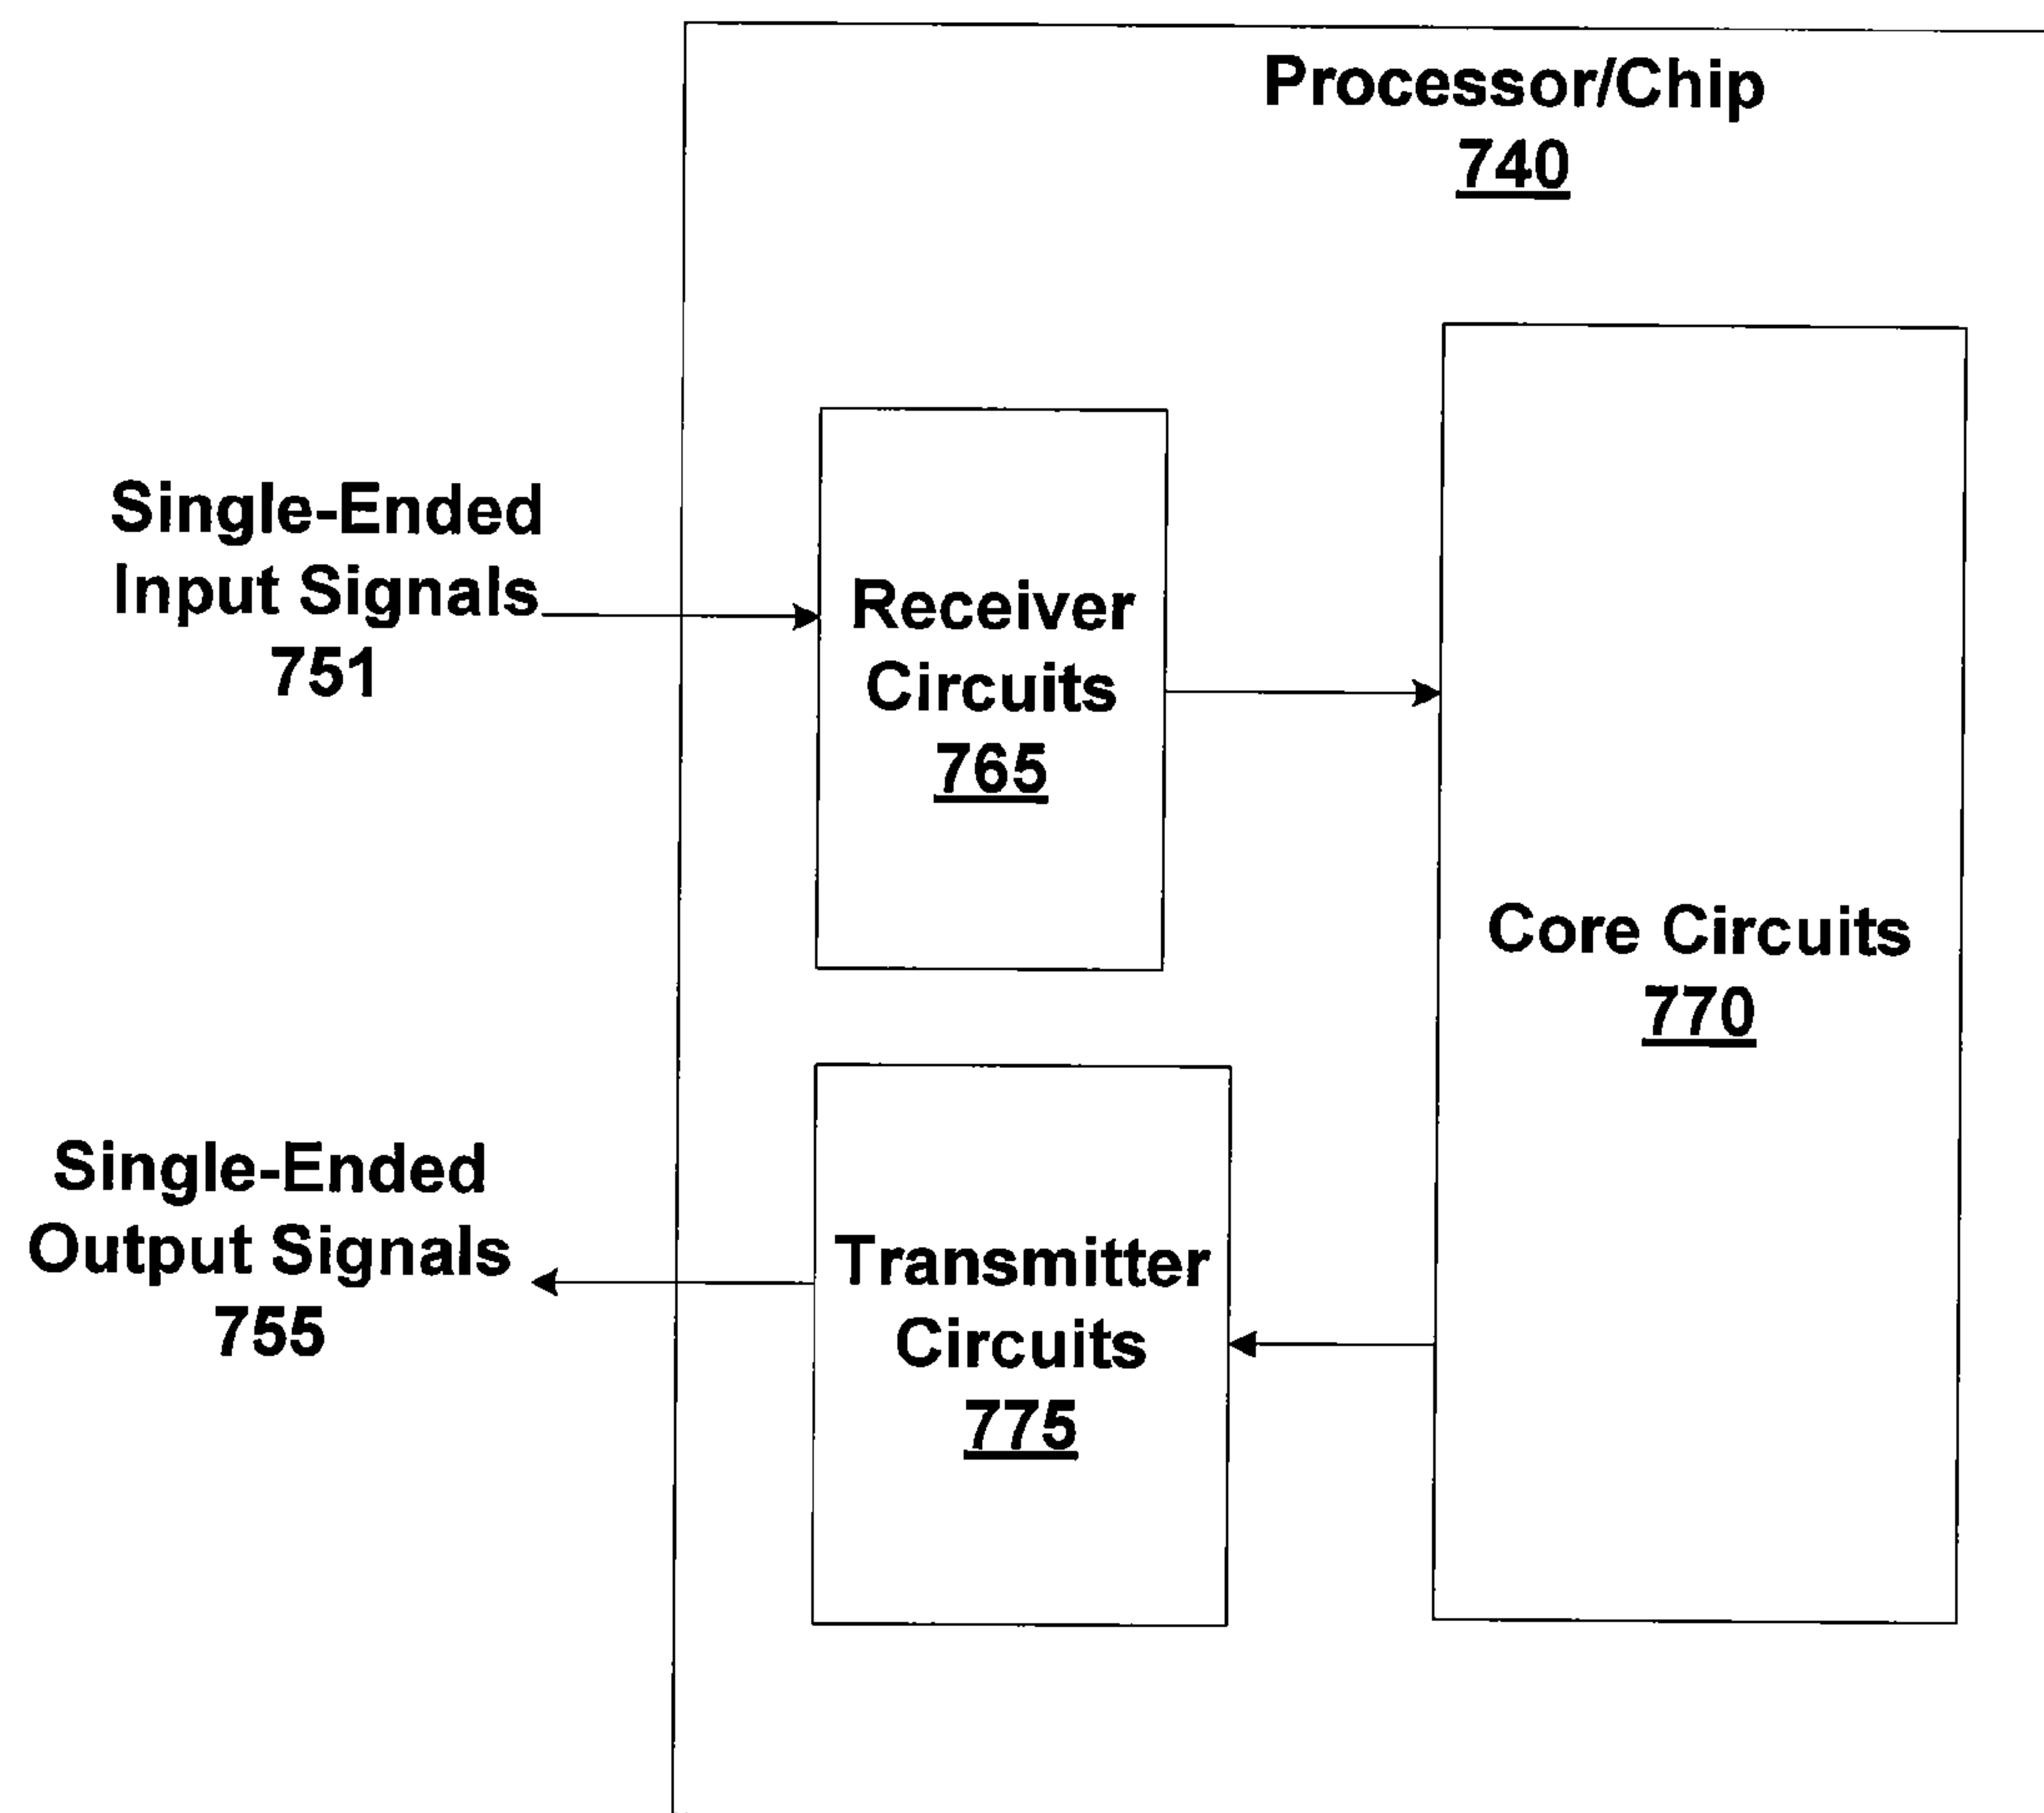 Processor/Chip
740
Single-Ended
Input Signals
751
Receiver
Circuits
765
Core Circuits
770
Single-Ended
Output Signals
755
Transmitter
Circuits
775